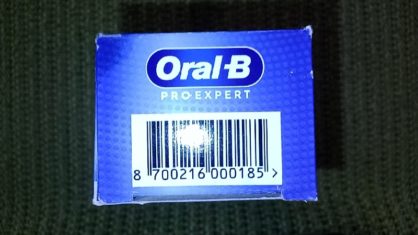 Oral-B
PRO-EXPERT
8 700216 000185 >